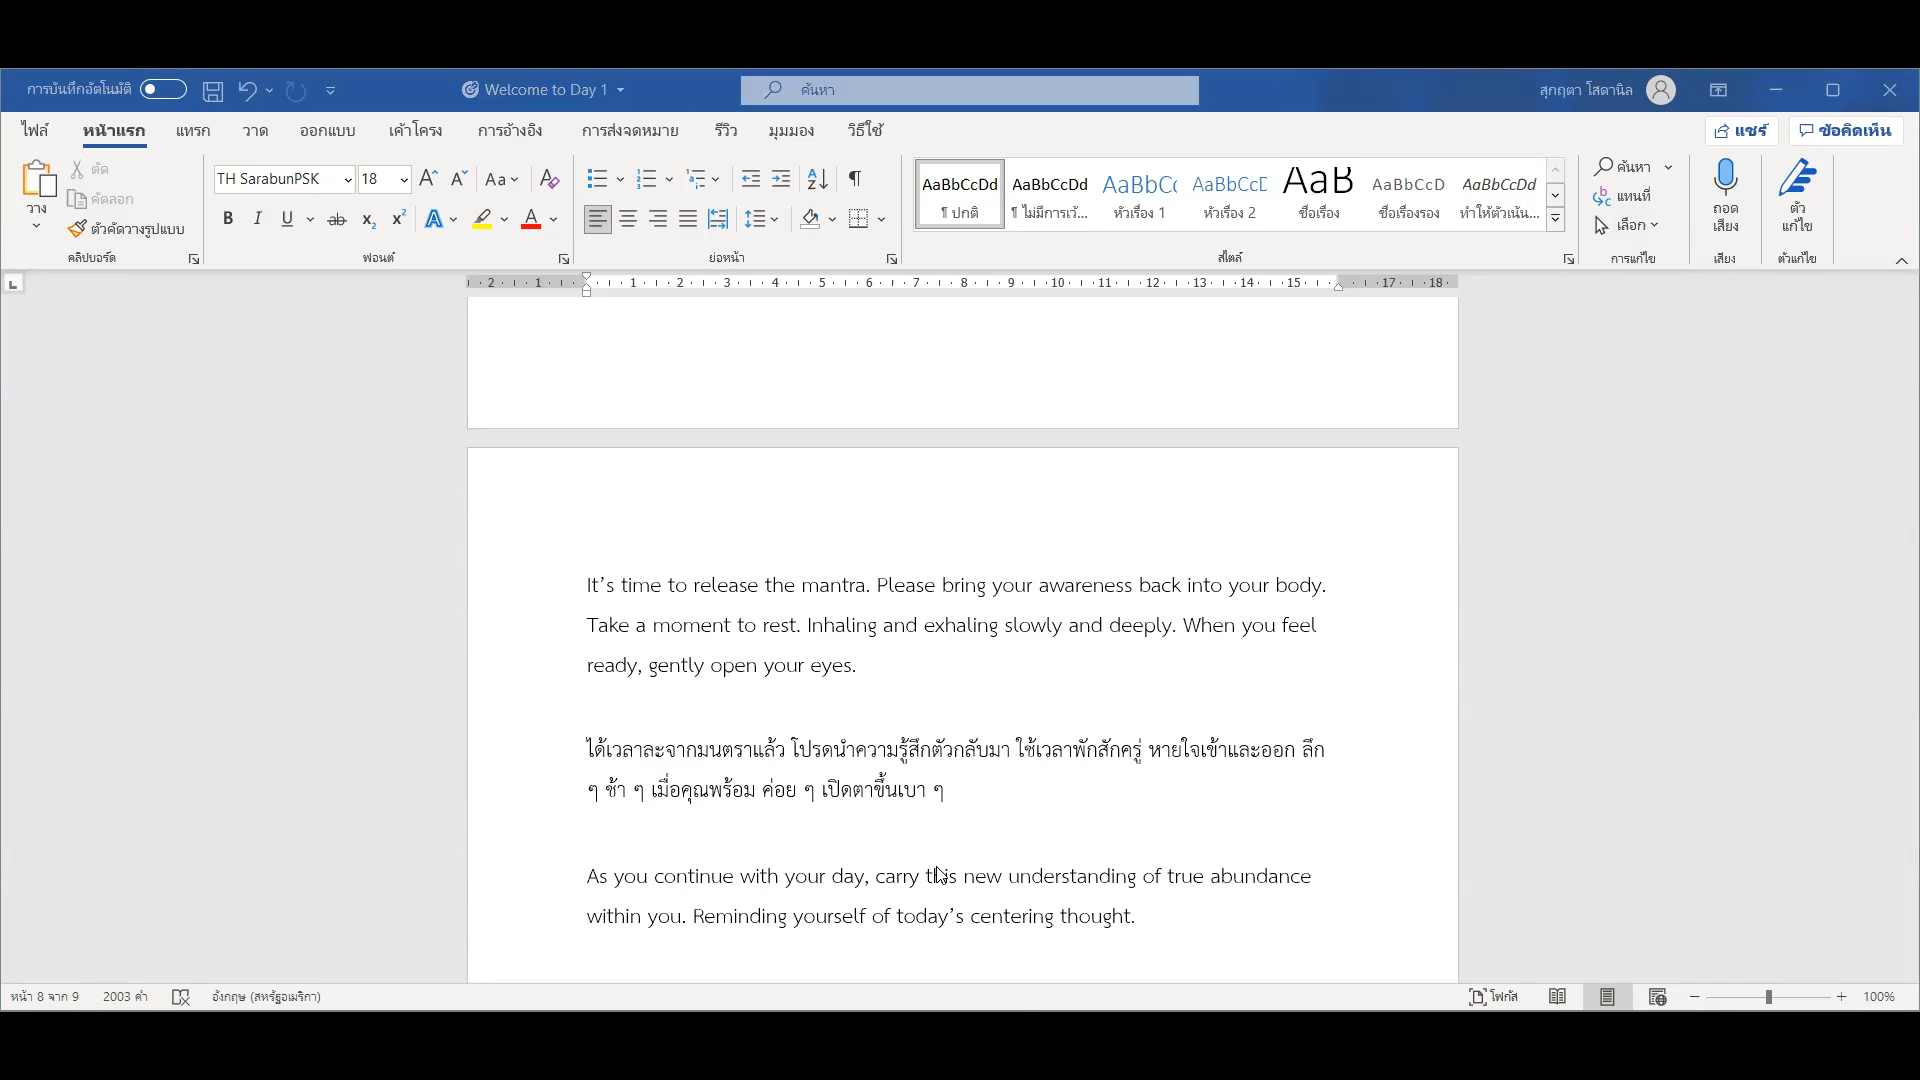 การบันทึกอัตโนมัติ
Welcome to Day 1
ค้นหา
สุกฤตา โสดานิล
ไฟล์ หน้าแรก แทรก วาด ออกแบบ เค้าโครง การอ้างอิง การส่งจดหมาย รีวิว มุมมอง วิธีใช้
แชร์ ข้อคิดเห็น
วาง
ตัด
คัดลอก
ตัวคัดวางรูปแบบ
คลิปบอร์ด
TH SarabunPSK 18
ฟอนต์
ย่อหน้า
AaBbCcDd AaBbCcDd AaBbCc AaBbCcD AaB AaBbCcD AaBbCcDd
¶ ปกติ ¶ ไม่มีการเว้... หัวเรื่อง 1 หัวเรื่อง 2 ชื่อเรื่อง ชื่อเรื่องรอง ทำให้ตัวเน้น...
สไตล์
ค้นหา
แทนที่
เลือก
การแก้ไข
ถอด
เสียง
เสียง
ตัว
แก้ไข
ตัวแก้ไข
2 1 1 2 3 4 5 6 7 8 9 10 11 12 13 14 15 17 18
It’s time to release the mantra. Please bring your awareness back into your body.
Take a moment to rest. Inhaling and exhaling slowly and deeply. When you feel
ready, gently open your eyes.
ได้เวลาละจากมนตราแล้ว โปรดนำความรู้สึกตัวกลับมา ใช้เวลาพักสักครู่ หายใจเข้าและออก ลึก
ๆ ช้า ๆ เมื่อคุณพร้อม ค่อย ๆ เปิดตาขึ้นเบา ๆ
As you continue with your day, carry this new understanding of true abundance
within you. Reminding yourself of today’s centering thought.
หน้า 8 จาก 9 2003 คำ อังกฤษ (สหรัฐอเมริกา)
โฟกัส
100%